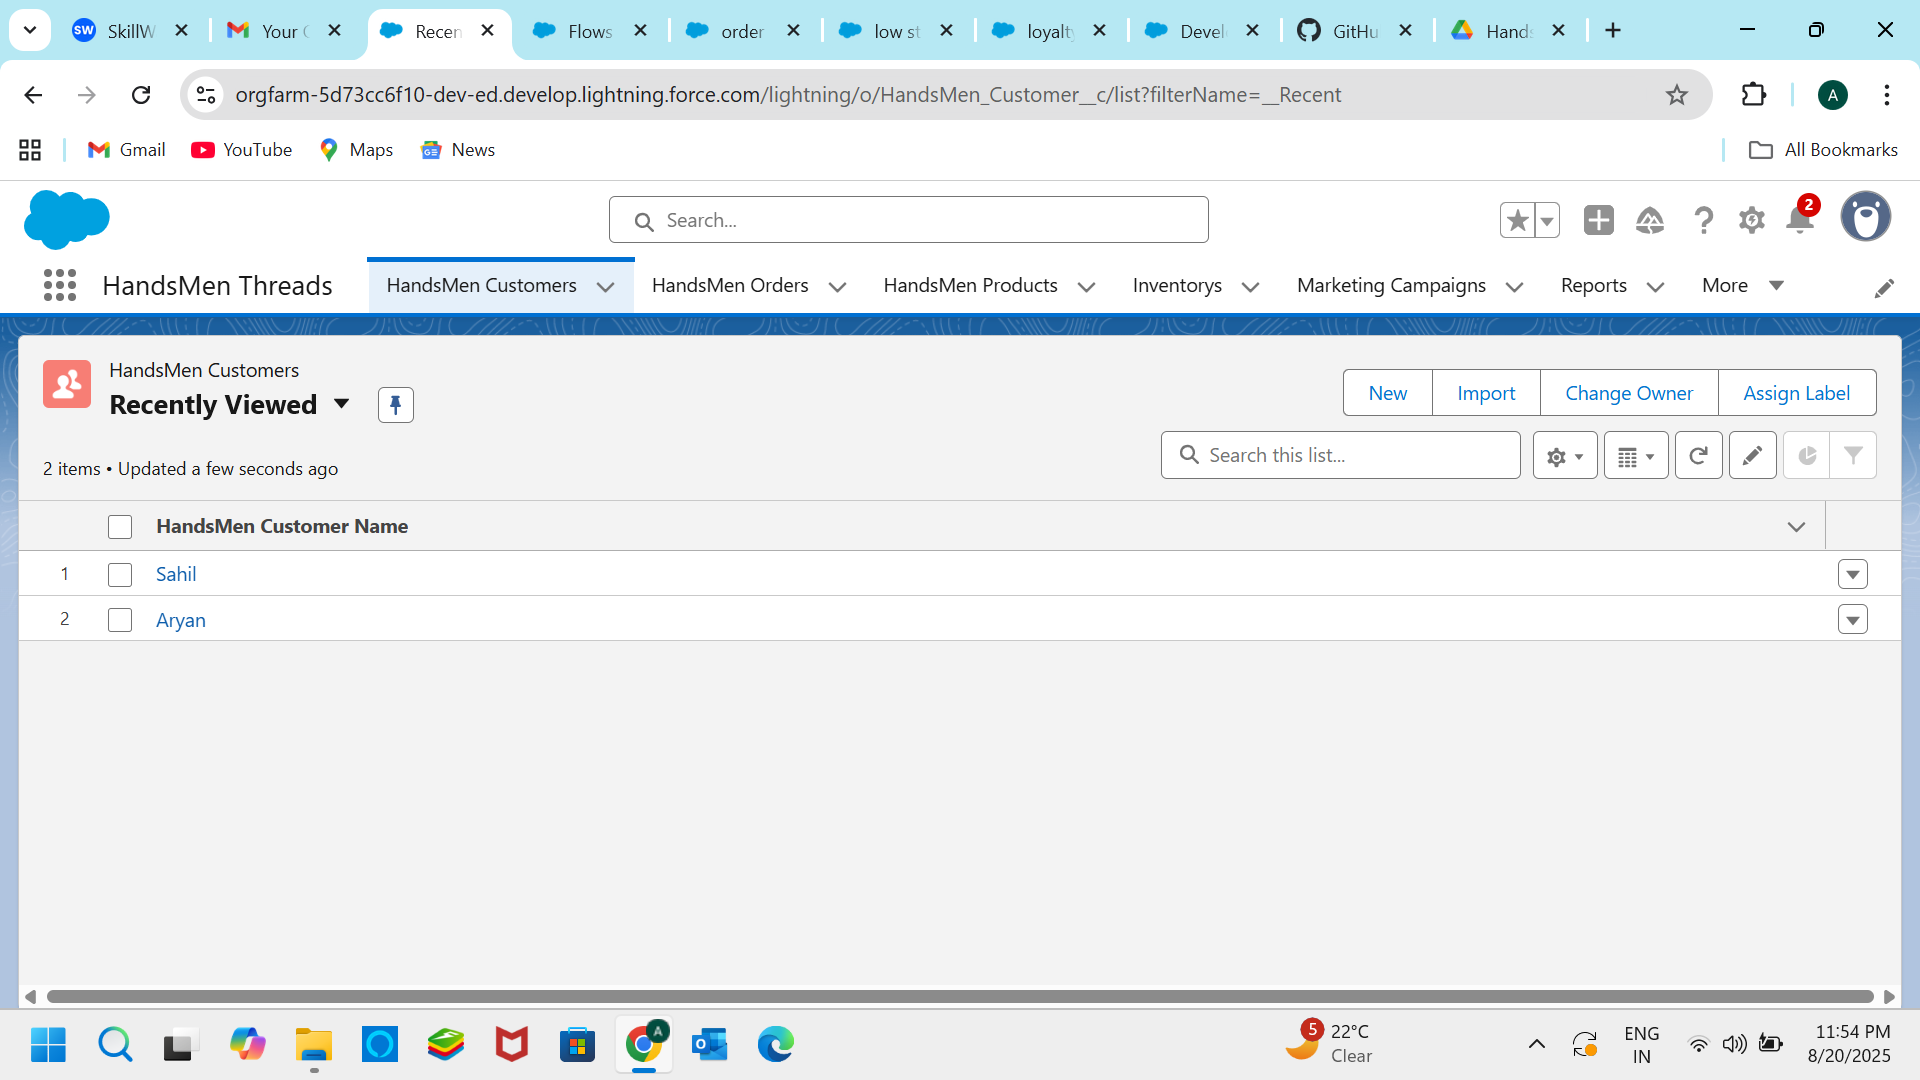 SkillW
Your
Recen
Flows
order
low st
loyalty
Devel
GitHu
Hands
orgfarm-5d73cc6f10-dev-ed.develop.lightning.force.com/lightning/o/HandsMen_Customer__c/list?filterName=__Recent
A
Gmail
YouTube
Maps
News
All Bookmarks
Search...
2
HandsMen Threads
HandsMen Customers
HandsMen Orders
HandsMen Products
Inventorys
Marketing Campaigns
Reports
More
HandsMen Customers
Recently Viewed
New
Import
Change Owner
Assign Label
2 items • Updated a few seconds ago
Search this list...
HandsMen Customer Name
1
Sahil
2
Aryan
5
22°C
Clear
ENG
IN
11:54 PM
8/20/2025